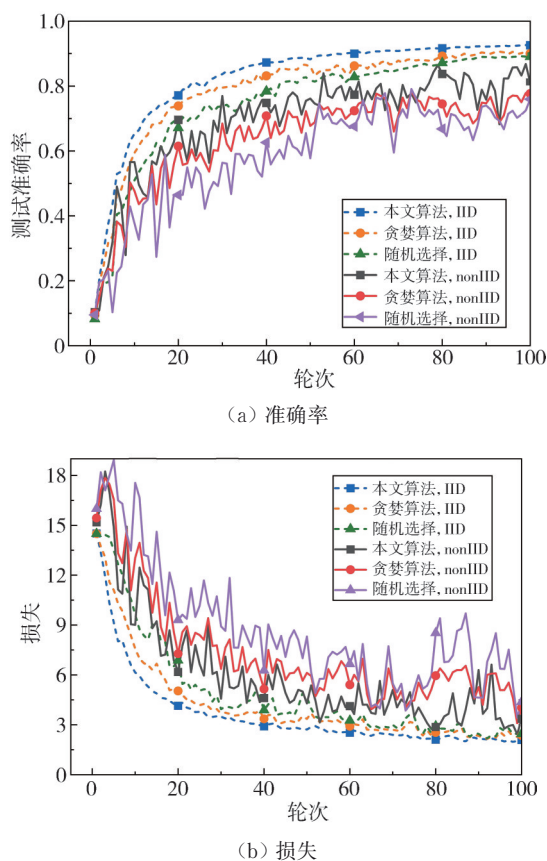 1.0
0.8
0.6
0.4
0.2
0
测试准确率
本文算法, IID
贪婪算法, IID
随机选择, IID
本文算法, nonIID
贪婪算法, nonIID
随机选择, nonIID
0 20 40 60 80 100
轮次
(a) 准确率
18
15
12
9
6
3
0
损失
本文算法, IID
贪婪算法, IID
随机选择, IID
本文算法, nonIID
贪婪算法, nonIID
随机选择, nonIID
0 20 40 60 80 100
轮次
(b) 损失